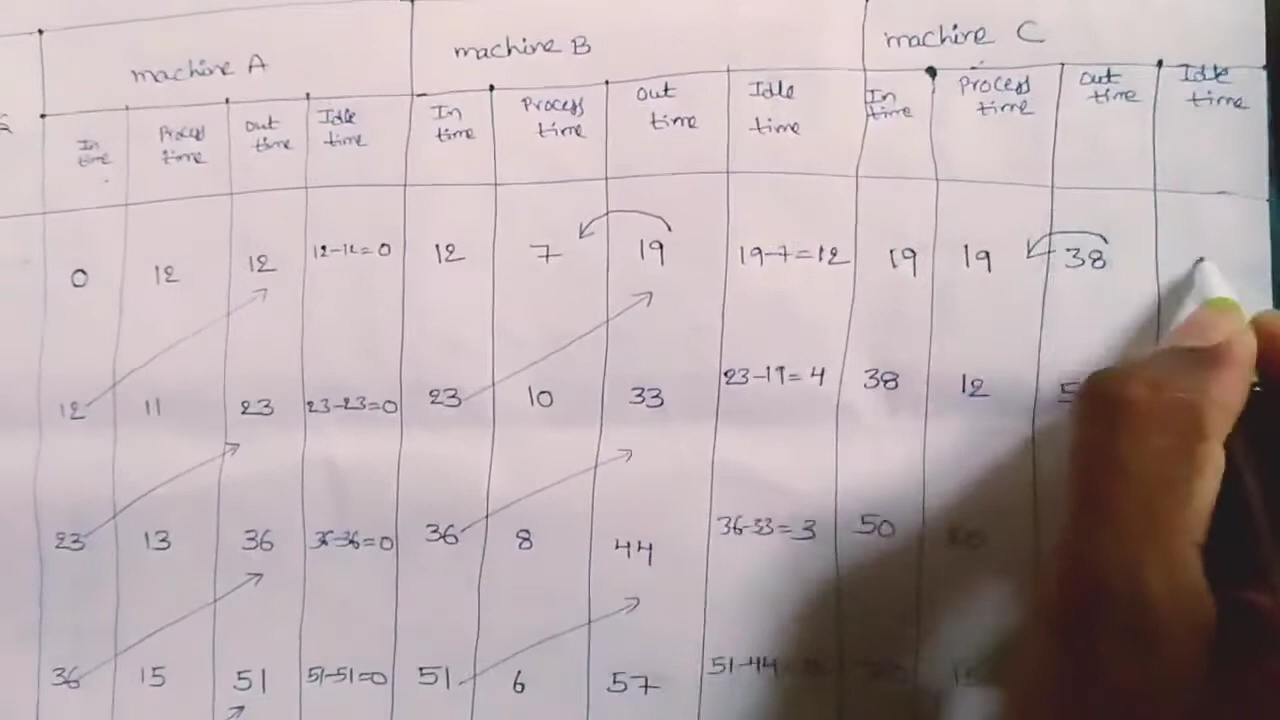 machine A machine B machine C
In time Process time Out time Idle time In time Process time Out time Idle time In time Process time Out time Idle time
0 12 12 12-12=0 12 7 19 19-7=12 19 19 38
12 11 23 23-23=0 23 10 33 23-19=4 38 12
23 13 36 36-36=0 36 8 44 36-33=3 50
36 15 51 51-51=0 51 6 57 51-44